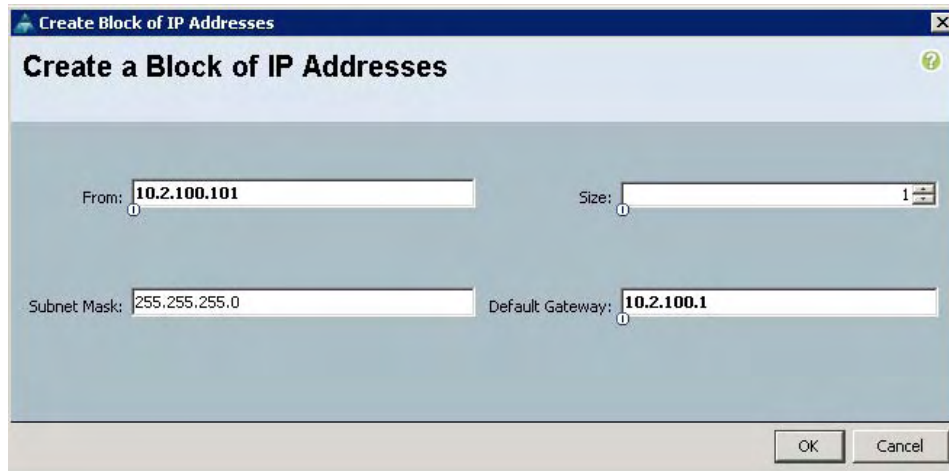 Create Block of IP Addresses
Create a Block of IP Addresses
From: 10.2.100.101
Size: 1
Subnet Mask: 255.255.255.0
Default Gateway: 10.2.100.1
OK
Cancel